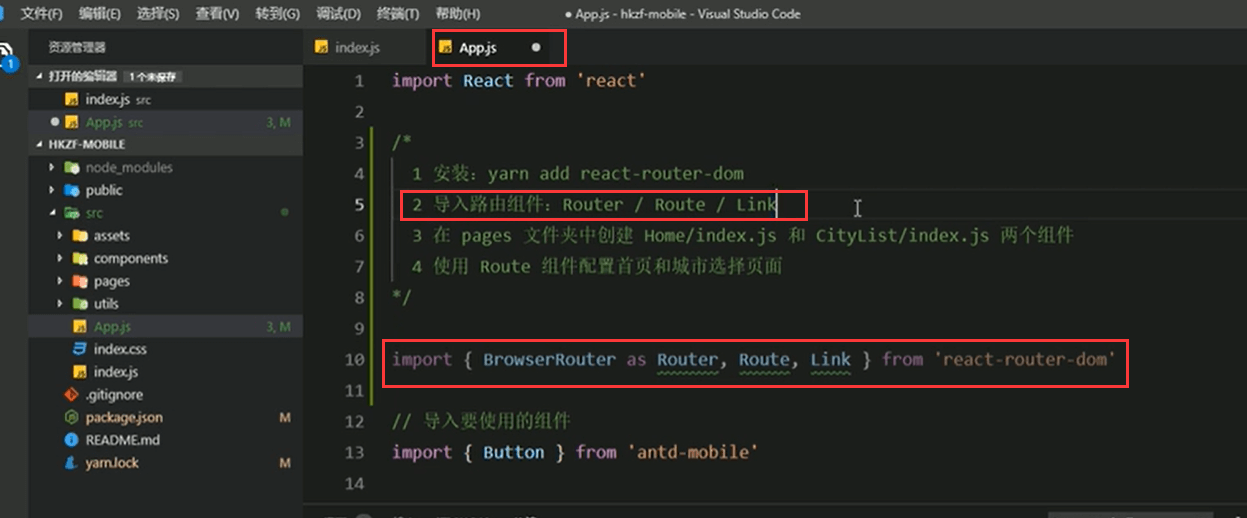 文件(F) 编辑(E) 选择(S) 查看(V) 转到(G) 调试(D) 终端(T) 帮助(H) ● App.js - hkzf-mobile - Visual Studio Code
资源管理器
打开的编辑器 1 个未保存
index.js src
App.js src 3, M
HKZF-MOBILE
node_modules
public
src
assets
components
pages
utils
App.js 3, M
index.css
index.js
.gitignore
package.json M
README.md
yarn.lock M
1
index.js App.js
1 import React from 'react'
2
3 /*
4 1 安装：yarn add react-router-dom
5 2 导入路由组件：Router / Route / Link
6 3 在 pages 文件夹中创建 Home/index.js 和 CityList/index.js 两个组件
7 4 使用 Route 组件配置首页和城市选择页面
8 */
9
10 import { BrowserRouter as Router, Route, Link } from 'react-router-dom'
11
12 // 导入要使用的组件
13 import { Button } from 'antd-mobile'
14